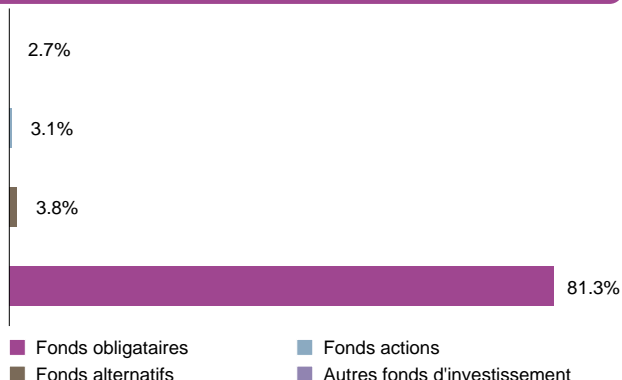 2.7%
3.1%
3.8%
81.3%
Fonds obligataires
Fonds actions
Fonds alternatifs
Autres fonds d'investissement